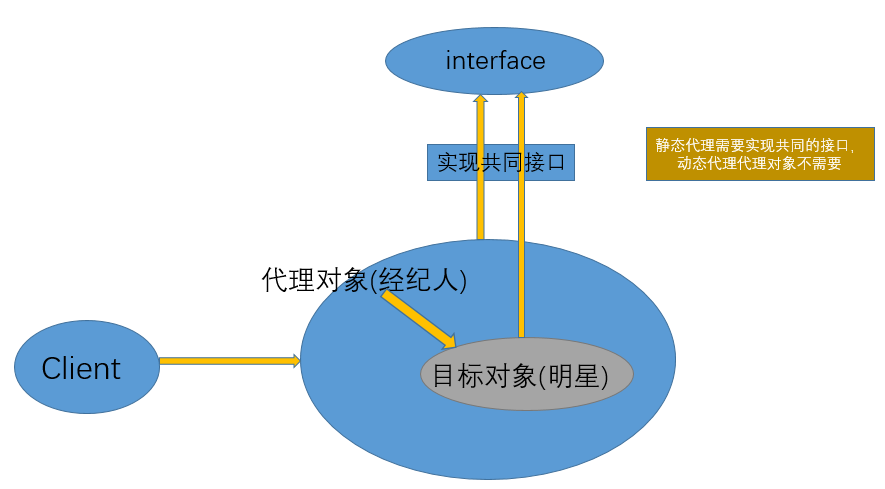 interface
实现共同接口
静态代理需要实现共同的接口,
动态代理代理对象不需要
代理对象(经纪人)
Client
目标对象(明星)